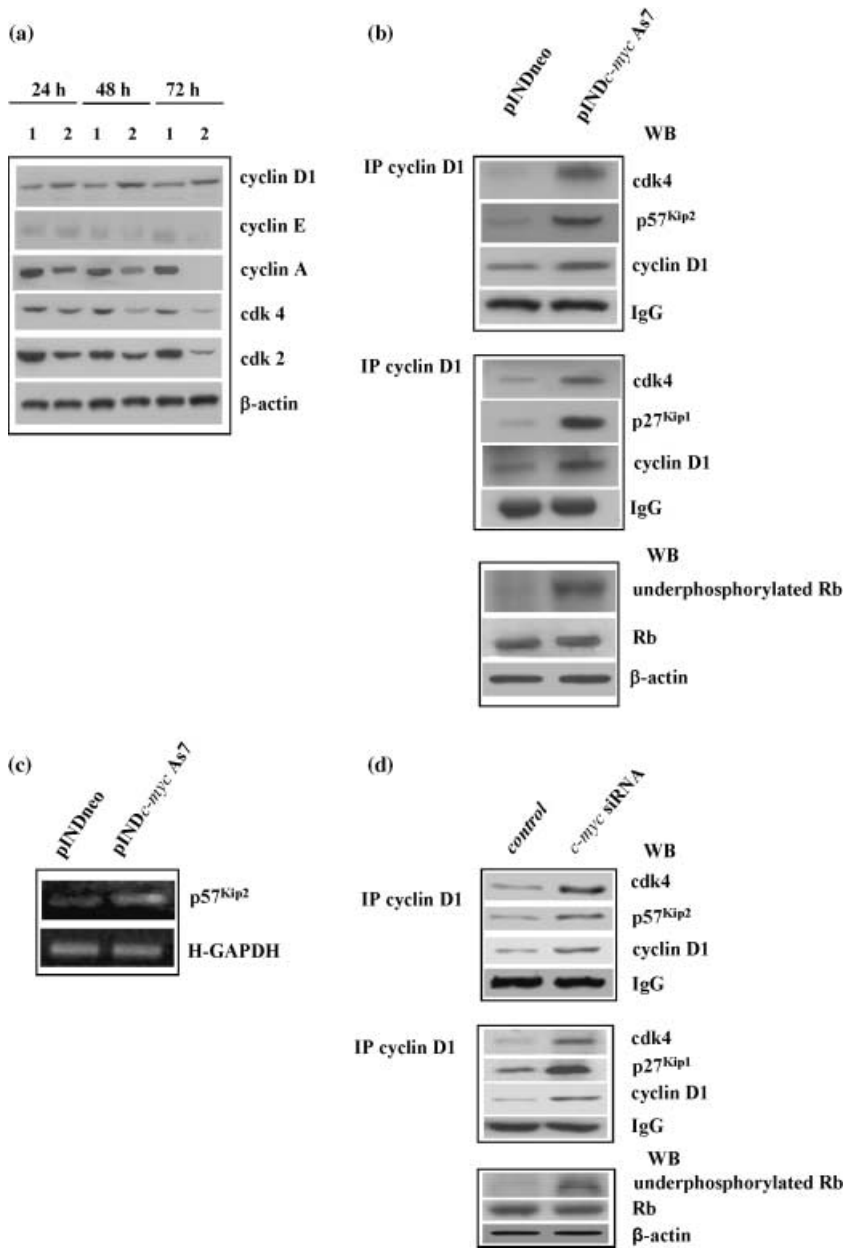 (a)
24 h 48 h 72 h
1 2 1 2 1 2
cyclin D1
cyclin E
cyclin A
cdk 4
cdk 2
β-actin
(b)
pINDneo
pINDc-myc As7
WB
IP cyclin D1
cdk4
p57Kip2
cyclin D1
IgG
IP cyclin D1
cdk4
p27Kip1
cyclin D1
IgG
WB
underphosphorylated Rb
Rb
β-actin
(c)
pINDneo
pINDc-myc As7
p57Kip2
H-GAPDH
(d)
control
c-myc siRNA
WB
IP cyclin D1
cdk4
p57Kip2
cyclin D1
IgG
IP cyclin D1
cdk4
p27Kip1
cyclin D1
IgG
WB
underphosphorylated Rb
Rb
β-actin